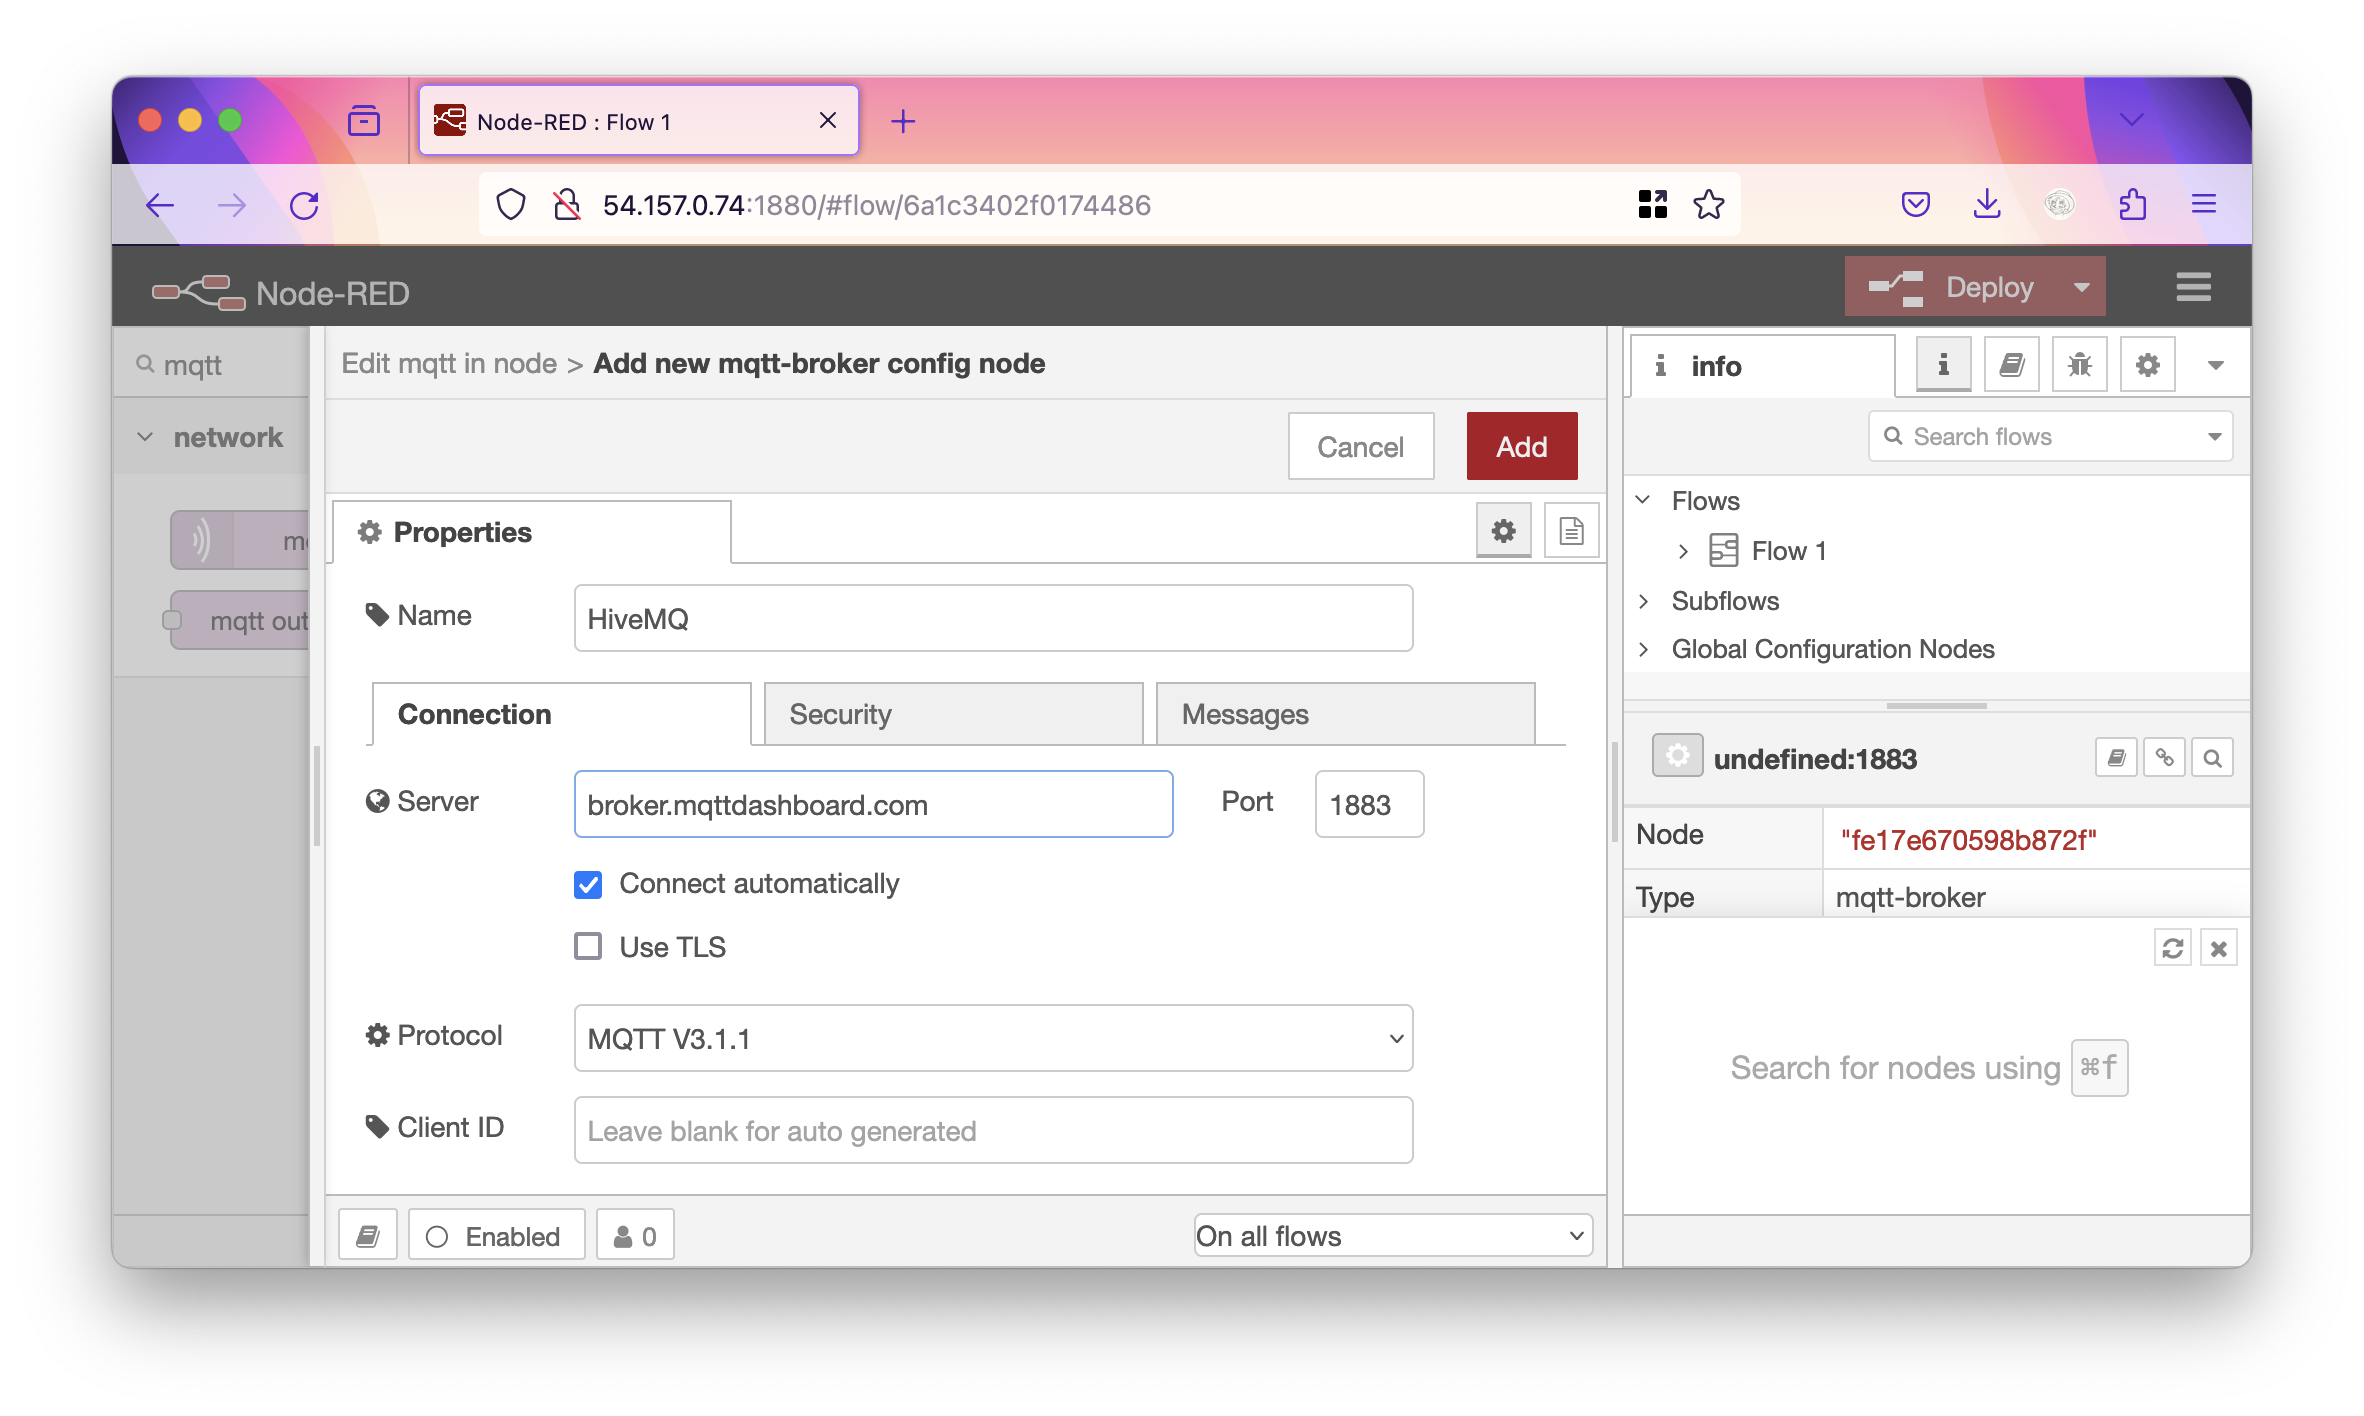 Node-RED : Flow 1
54.157.0.74:1880/#flow/6a1c3402f0174486
Node-RED
Deploy
mqtt
network
mqtt out
Edit mqtt in node > Add new mqtt-broker config node
Cancel
Add
Properties
Name
HiveMQ
Connection
Security
Messages
Server
broker.mqttdashboard.com
Port
1883
Connect automatically
Use TLS
Protocol
MQTT V3.1.1
Client ID
Leave blank for auto generated
Enabled
0
On all flows
info
Search flows
Flows
Flow 1
Subflows
Global Configuration Nodes
undefined:1883
Node
"fe17e670598b872f"
Type
mqtt-broker
Search for nodes using ⌘f